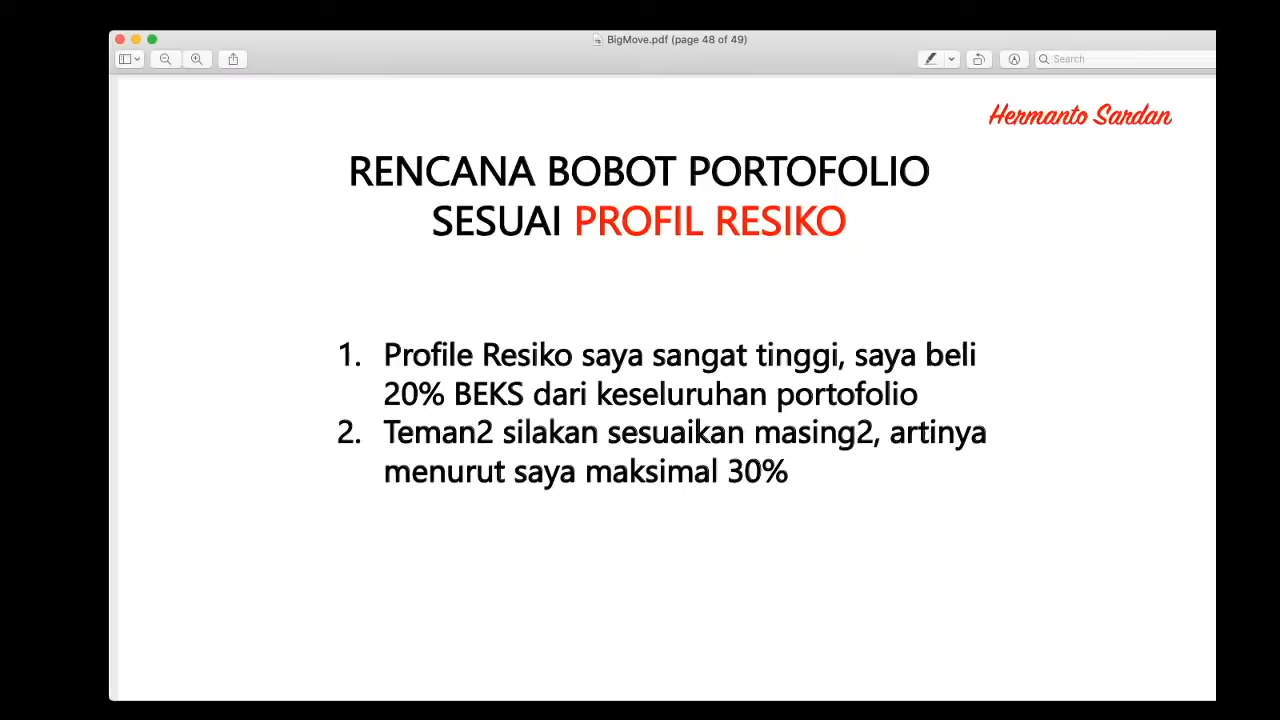 BigMove.pdf (page 48 of 49)
Search
Hermanto Sardan
RENCANA BOBOT PORTOFOLIO
SESUAI PROFIL RESIKO
1. Profile Resiko saya sangat tinggi, saya beli
20% BEKS dari keseluruhan portofolio
2. Teman2 silakan sesuaikan masing2, artinya
menurut saya maksimal 30%